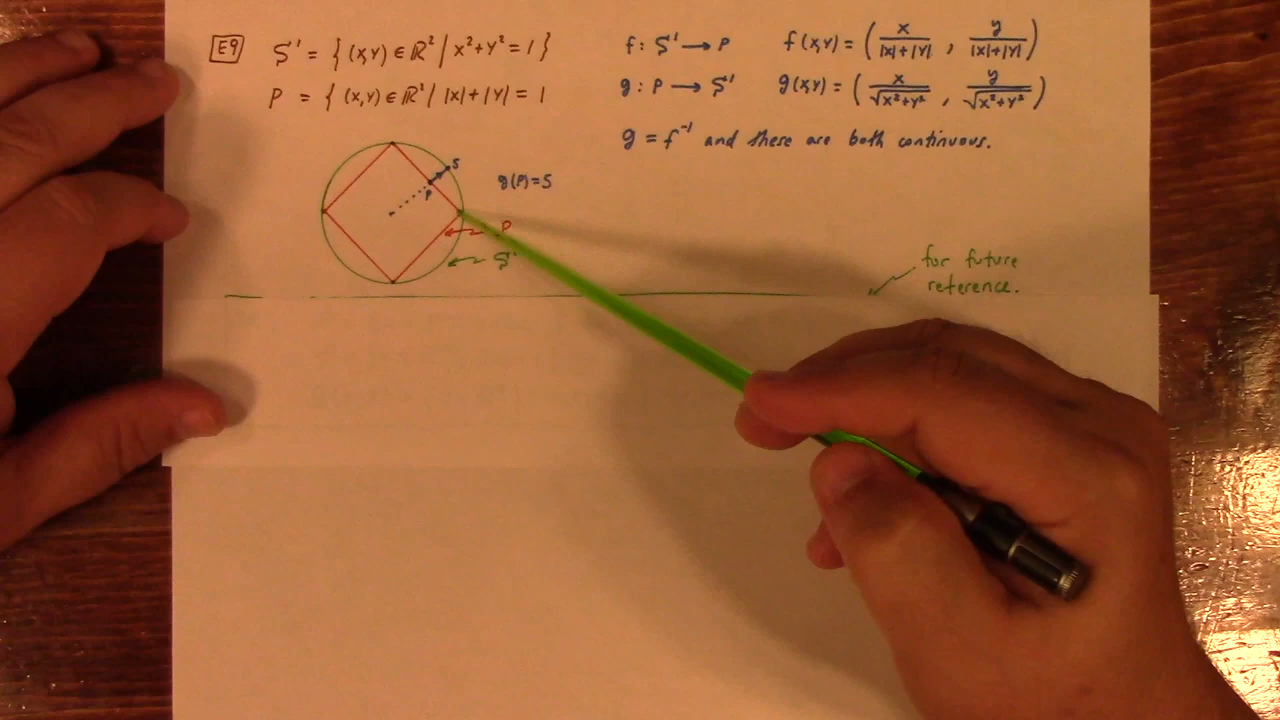 E9 S¹ = { (x,y) ∈ ℝ² | x²+y² = 1 }
P = { (x,y) ∈ ℝ² | |x|+|y| = 1
f : S¹ → P f(x,y) = ( x/(|x|+|y|) , y/(|x|+|y|) )
g : P → S¹ g(x,y) = ( x/√(x²+y²) , y/√(x²+y²) )
g = f⁻¹ and these are both continuous.
S
P
g(P)=S
P
S¹
for future
reference.